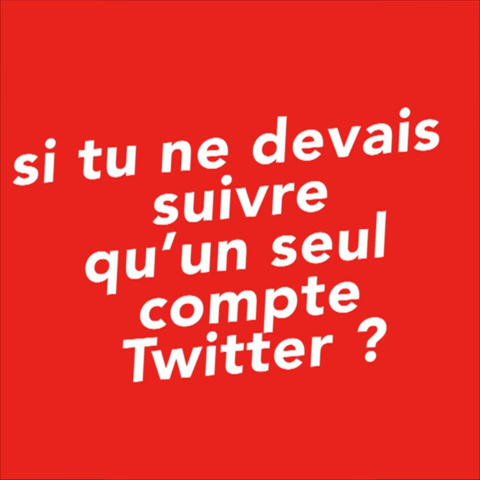 si tu ne devais
suivre
qu'un seul
compte
Twitter ?